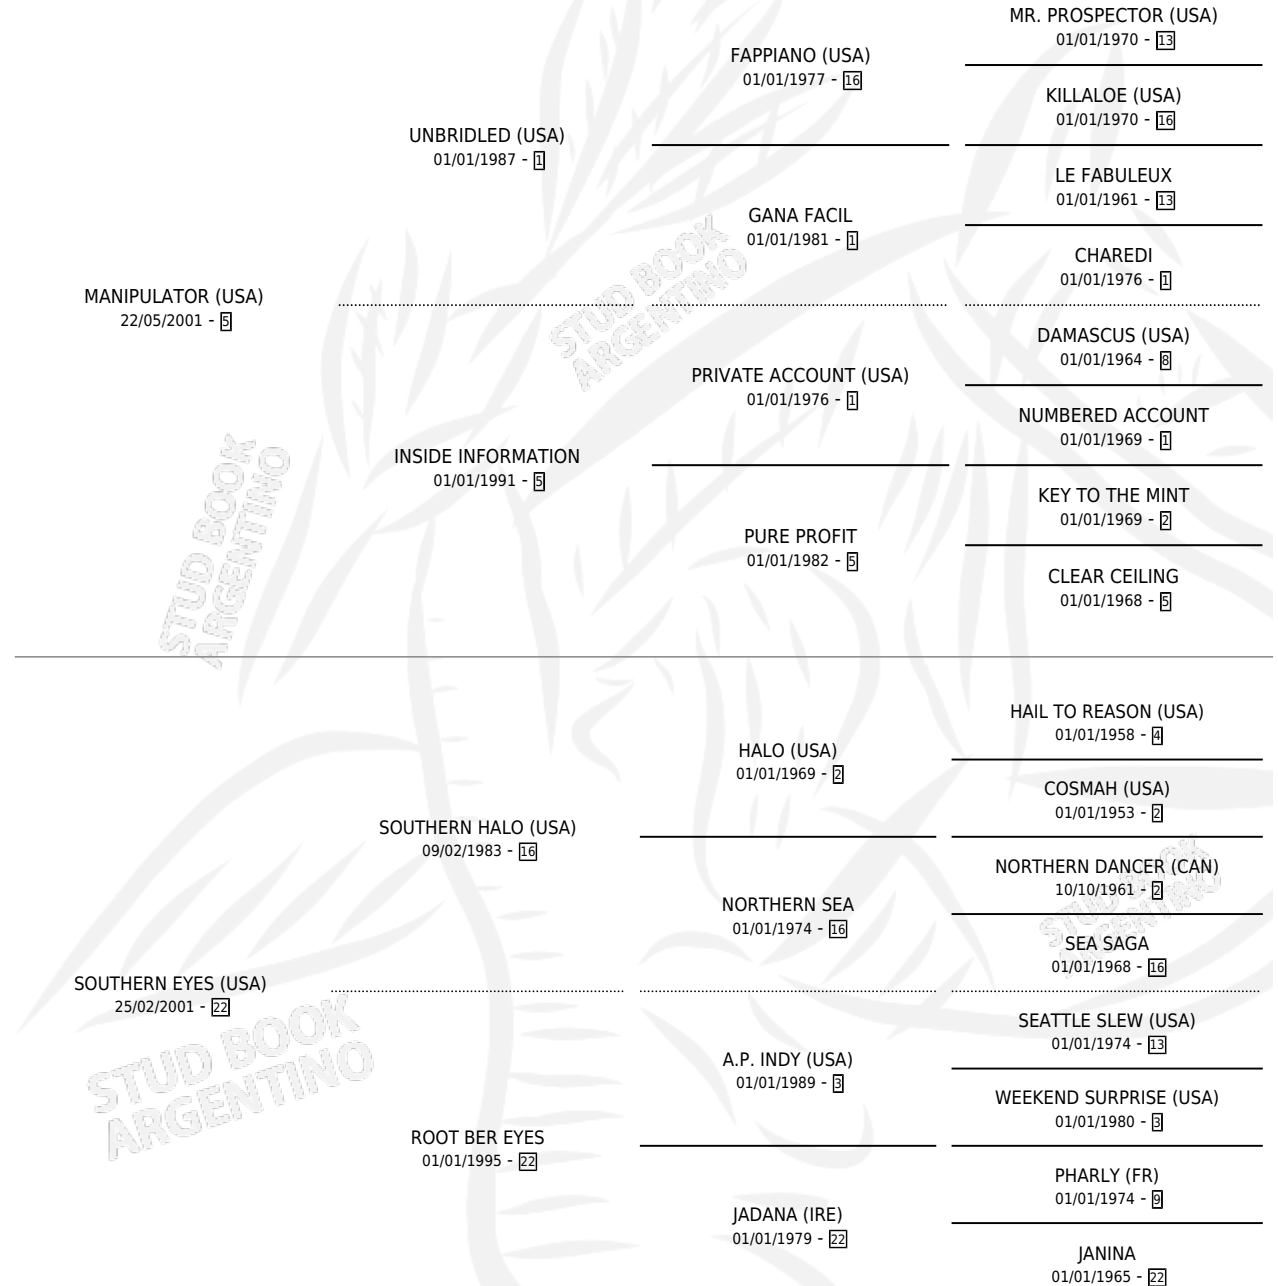 MR. PROSPECTOR (USA)
01/01/1970 - 13
FAPPIANO (USA)
01/01/1977 - 16
KILLALOE (USA)
01/01/1970 - 16
UNBRIDLED (USA)
01/01/1987 - 1
LE FABULEUX
01/01/1961 - 13
GANA FACIL
01/01/1981 - 1
CHAREDI
01/01/1976 - 1
MANIPULATOR (USA)
22/05/2001 - 5
DAMASCUS (USA)
01/01/1964 - 8
PRIVATE ACCOUNT (USA)
01/01/1976 - 1
NUMBERED ACCOUNT
01/01/1969 - 1
INSIDE INFORMATION
01/01/1991 - 5
KEY TO THE MINT
01/01/1969 - 2
PURE PROFIT
01/01/1982 - 5
CLEAR CEILING
01/01/1968 - 5
HAIL TO REASON (USA)
01/01/1958 - 4
HALO (USA)
01/01/1969 - 2
COSMAH (USA)
01/01/1953 - 2
SOUTHERN HALO (USA)
09/02/1983 - 16
NORTHERN DANCER (CAN)
10/10/1961 - 2
NORTHERN SEA
01/01/1974 - 16
SEA SAGA
01/01/1968 - 16
SOUTHERN EYES (USA)
25/02/2001 - 22
SEATTLE SLEW (USA)
01/01/1974 - 13
A.P. INDY (USA)
01/01/1989 - 3
WEEKEND SURPRISE (USA)
01/01/1980 - 3
ROOT BER EYES
01/01/1995 - 22
PHARLY (FR)
01/01/1974 - 9
JADANA (IRE)
01/01/1979 - 22
JANINA
01/01/1965 - 22
STUD BOOK
ARGENTINO
STUD BOOK
ARGENTINO
STUD BOOK
ARGENTINO
STUD BOOK
ARGENTINO